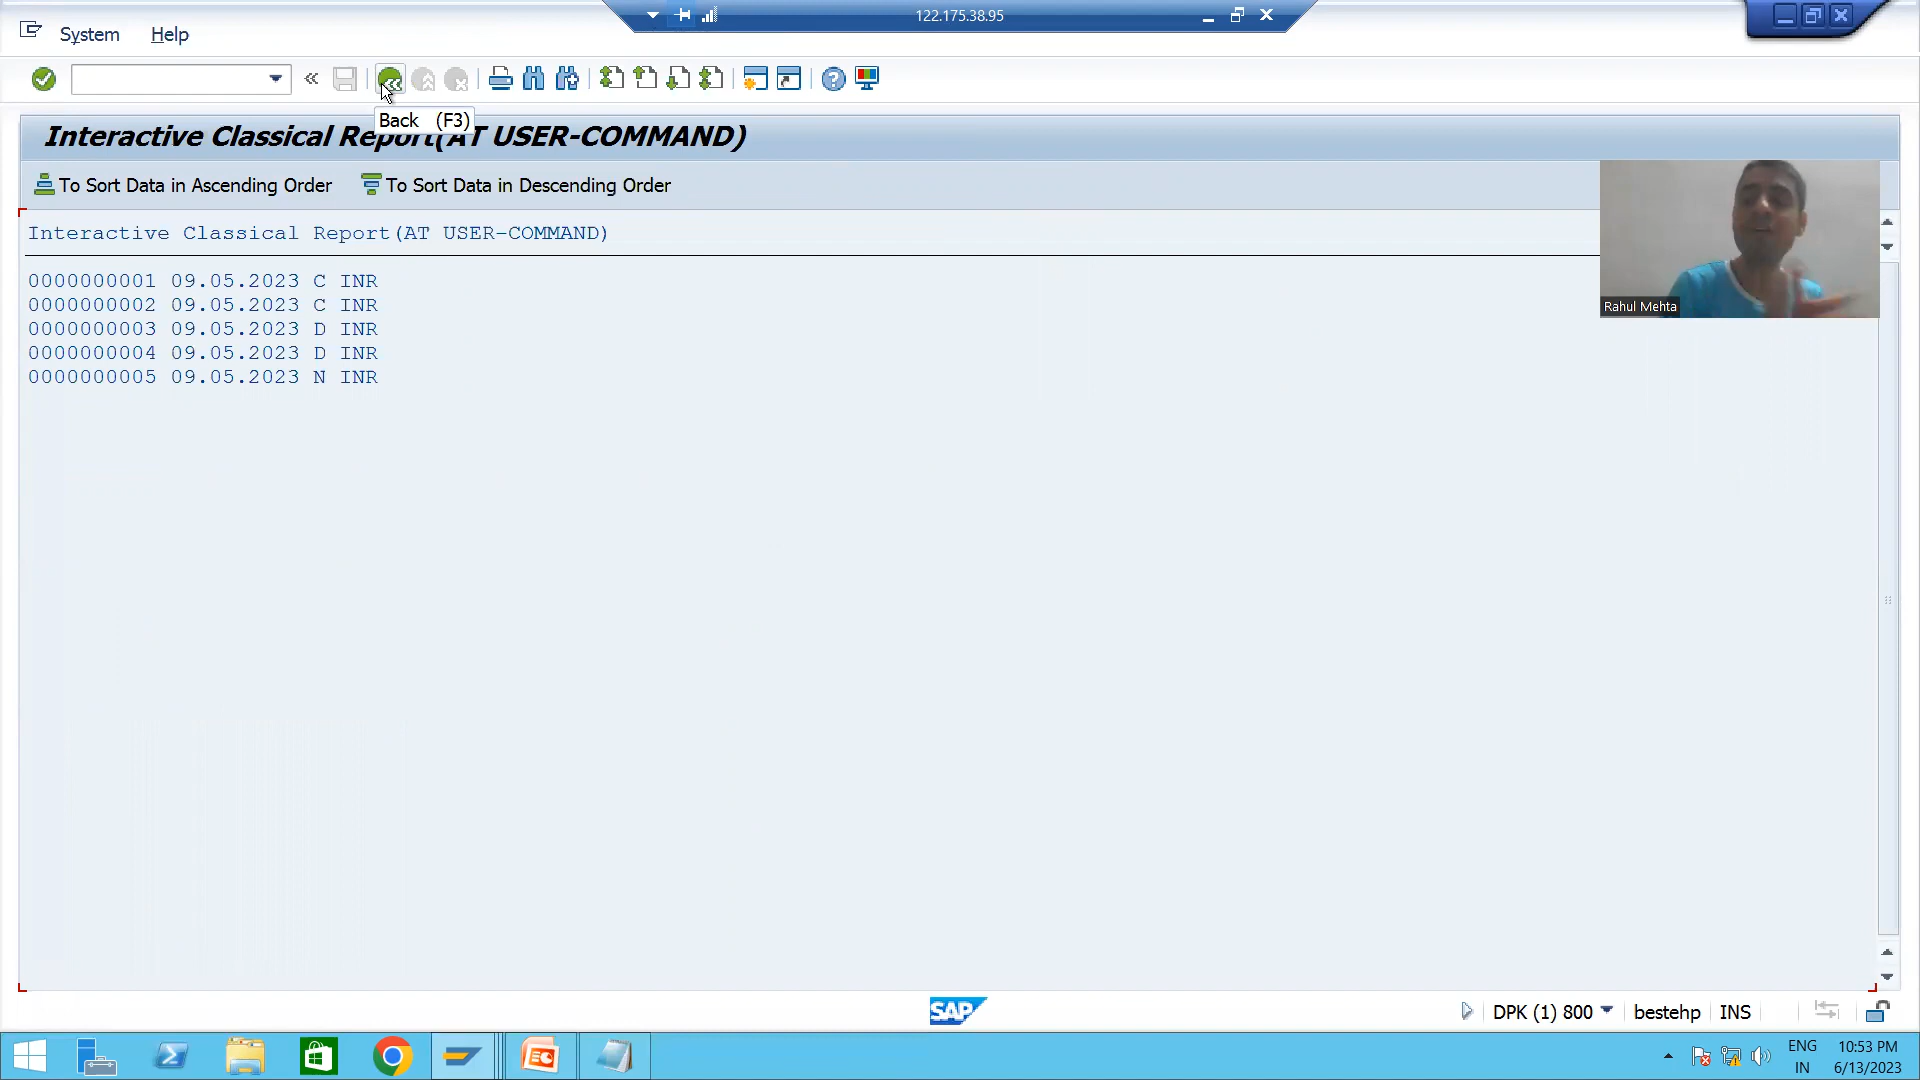 122.175.38.95
System Help
Back (F3)
Interactive Classical Report(AT USER-COMMAND)
To Sort Data in Ascending Order To Sort Data in Descending Order
Interactive Classical Report(AT USER-COMMAND)
0000000001 09.05.2023 C INR
0000000002 09.05.2023 C INR
0000000003 09.05.2023 D INR
0000000004 09.05.2023 D INR
0000000005 09.05.2023 N INR
Rahul Mehta
SAP
DPK (1) 800 bestehp INS
ENG 10:53 PM
IN 6/13/2023